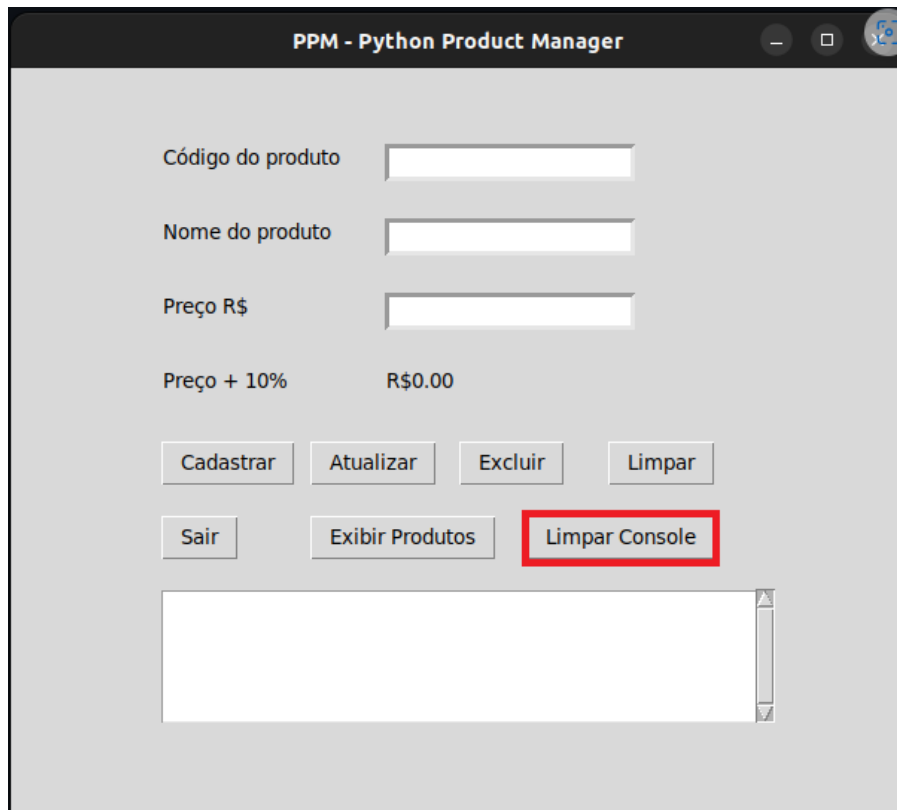 PPM - Python Product Manager
Código do produto
Nome do produto
Preço R$
Preço + 10% R$0.00
Cadastrar Atualizar Excluir Limpar
Sair Exibir Produtos Limpar Console